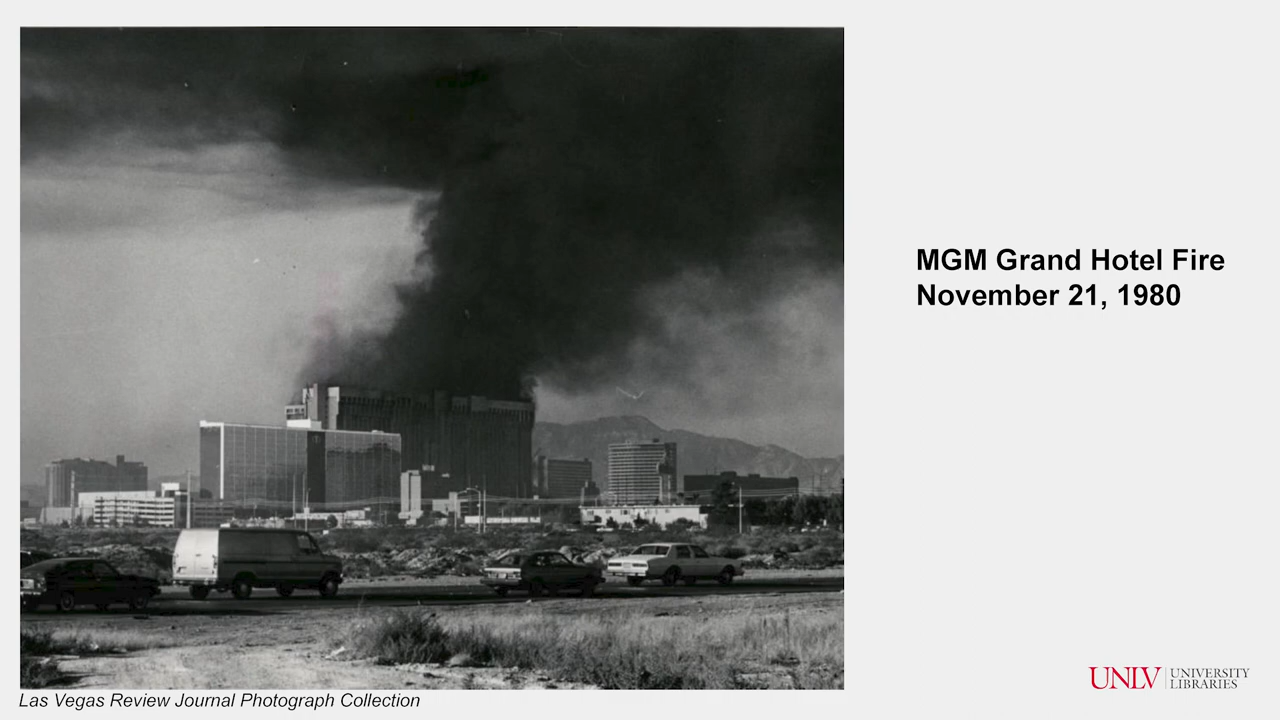 MGM Grand Hotel Fire
November 21, 1980
Las Vegas Review Journal Photograph Collection
UNLV UNIVERSITY
LIBRARIES